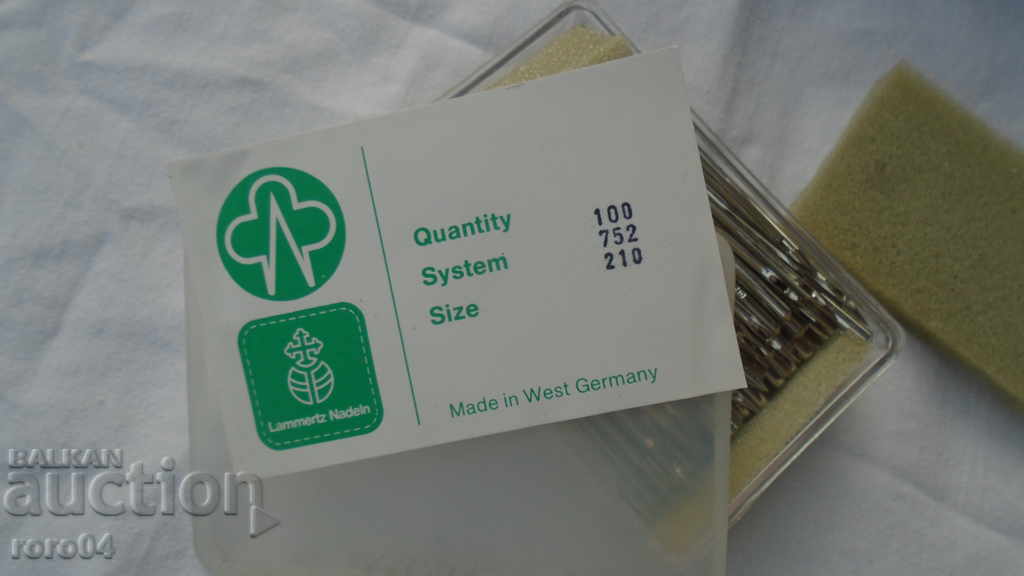 Quantity 100
System 752
Size 210
Made in West Germany
Lammertz Nadeln
BALKAN
auction
roro04